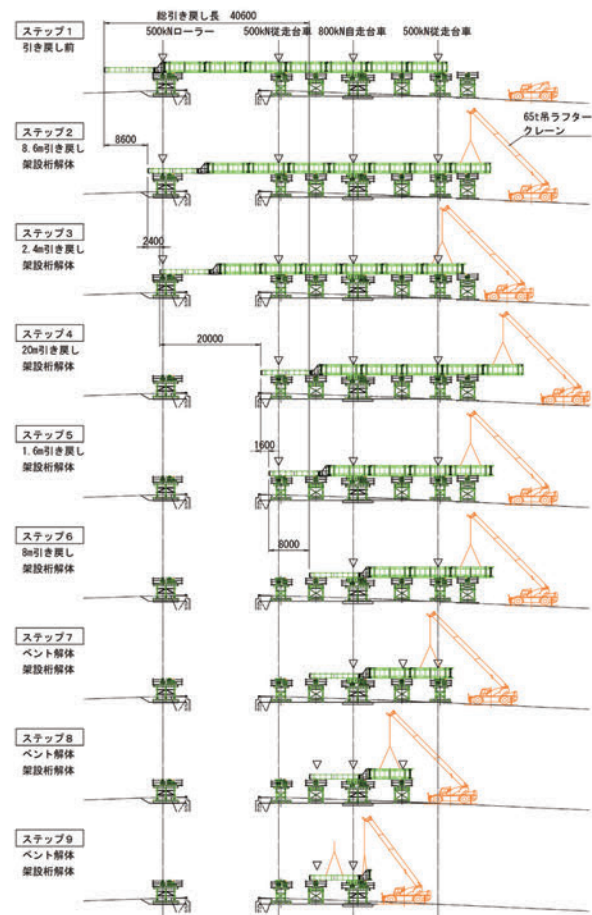 総引き戻し長 40600
ステップ1
引き戻し前
500kNローラー 500kN従走台車 800kN自走台車 500kN従走台車
65t吊ラフター
クレーン
ステップ2
8.6m引き戻し
架設桁解体
8600
ステップ3
2.4m引き戻し
架設桁解体
2400
ステップ4
20m引き戻し
架設桁解体
20000
ステップ5
1.6m引き戻し
架設桁解体
1600
ステップ6
8m引き戻し
架設桁解体
8000
ステップ7
ベント解体
架設桁解体
ステップ8
ベント解体
架設桁解体
ステップ9
ベント解体
架設桁解体